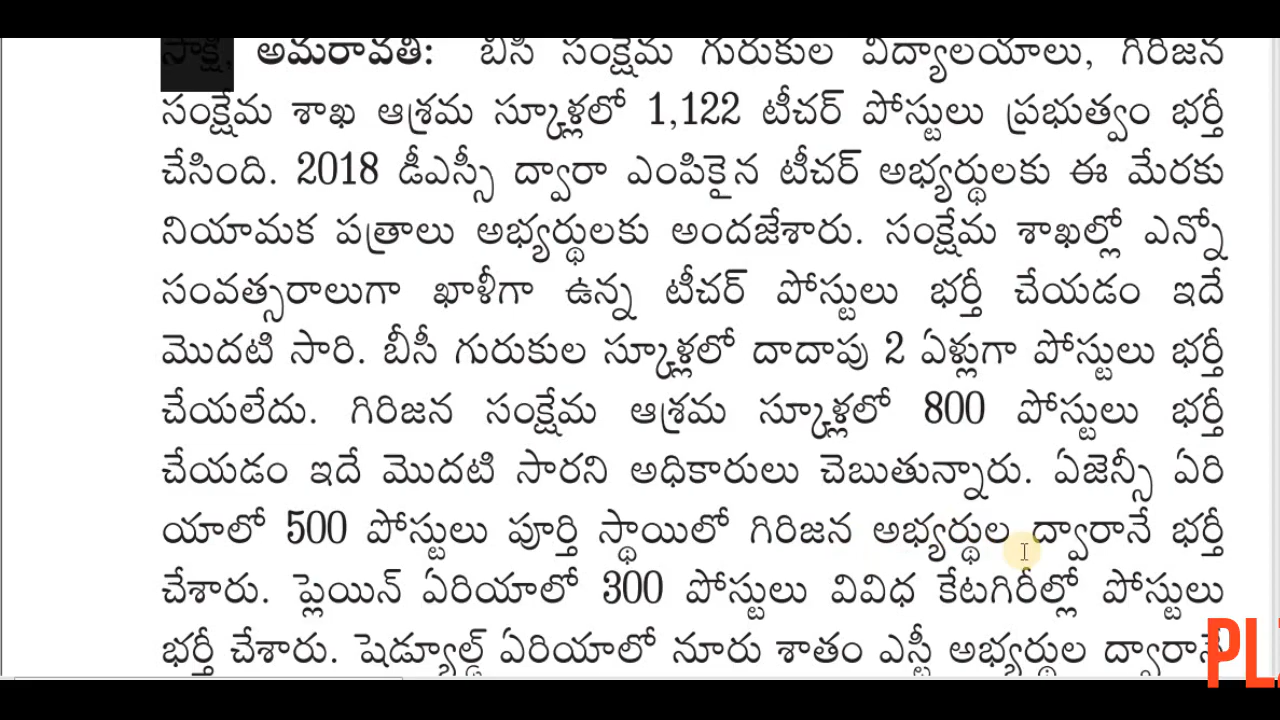 సాక్షి, అమరావతి: బీసీ సంక్షేమ గురుకుల విద్యాలయాలు, గిరిజన
సంక్షేమ శాఖ ఆశ్రమ స్కూళ్లలో 1,122 టీచర్ పోస్టులు ప్రభుత్వం భర్తీ
చేసింది. 2018 డీఎస్సీ ద్వారా ఎంపికైన టీచర్ అభ్యర్థులకు ఈ మేరకు
నియామక పత్రాలు అభ్యర్థులకు అందజేశారు. సంక్షేమ శాఖల్లో ఎన్నో
సంవత్సరాలుగా ఖాళీగా ఉన్న టీచర్ పోస్టులు భర్తీ చేయడం ఇదే
మొదటి సారి. బీసీ గురుకుల స్కూళ్లలో దాదాపు 2 ఏళ్లుగా పోస్టులు భర్తీ
చేయలేదు. గిరిజన సంక్షేమ ఆశ్రమ స్కూళ్లలో 800 పోస్టులు భర్తీ
చేయడం ఇదే మొదటి సారని అధికారులు చెబుతున్నారు. ఏజెన్సీ ఏరి
యాలో 500 పోస్టులు పూర్తి స్థాయిలో గిరిజన అభ్యర్థుల ద్వారానే భర్తీ
చేశారు. ప్లెయిన్ ఏరియాలో 300 పోస్టులు వివిధ కేటగిరీల్లో పోస్టులు
భర్తీ చేశారు. షెడ్యూల్డ్ ఏరియాలో నూరు శాతం ఎస్టీ అభ్యర్థుల ద్వారానే